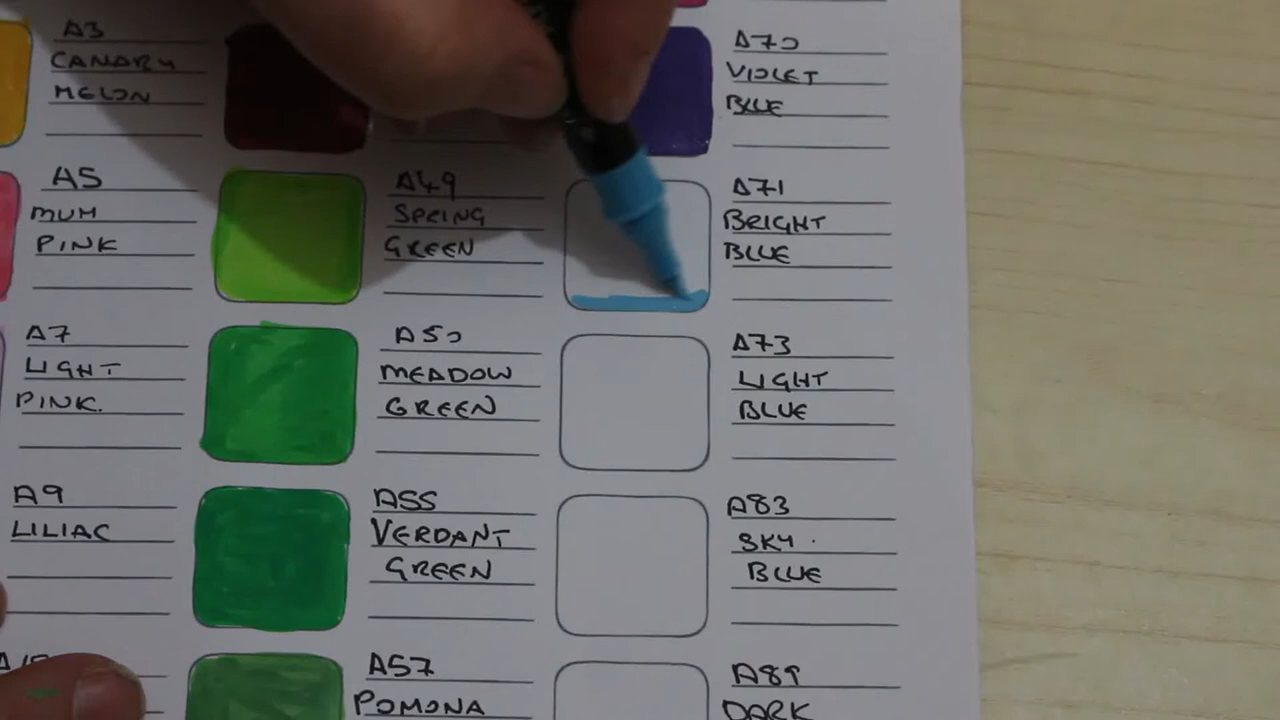 A3
CANARY
MELON
A5
MUM
PINK
A7
LIGHT
PINK.
A9
LILIAC
A49
SPRING
GREEN
A50
MEADOW
GREEN
A55
VERDANT
GREEN
A57
POMONA
A70
VIOLET
BLUE
A71
BRIGHT
BLUE
A73
LIGHT
BLUE
A83
SKY
BLUE
A89
DARK